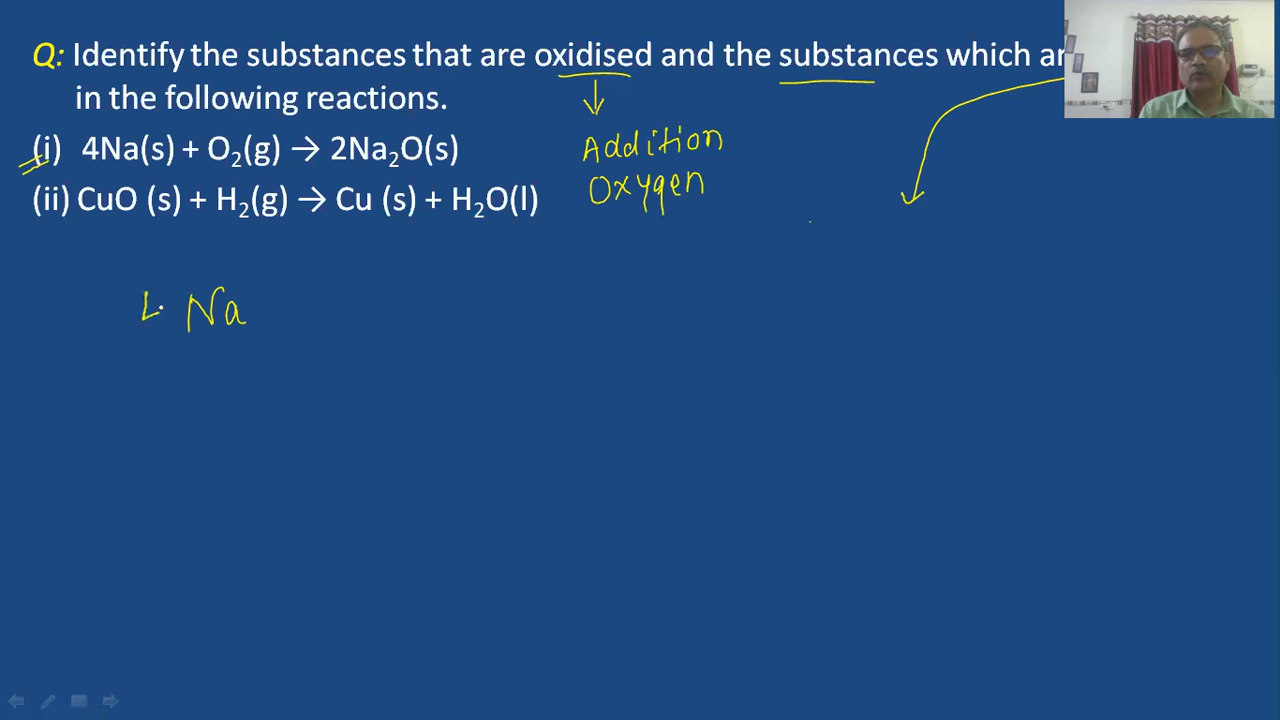 Q: Identify the substances that are oxidised and the substances which
in the following reactions.
(i) 4Na(s) + O₂(g) → 2Na₂O(s)
(ii) CuO (s) + H₂(g) → Cu (s) + H₂O(l)
Addition
Oxygen
Na